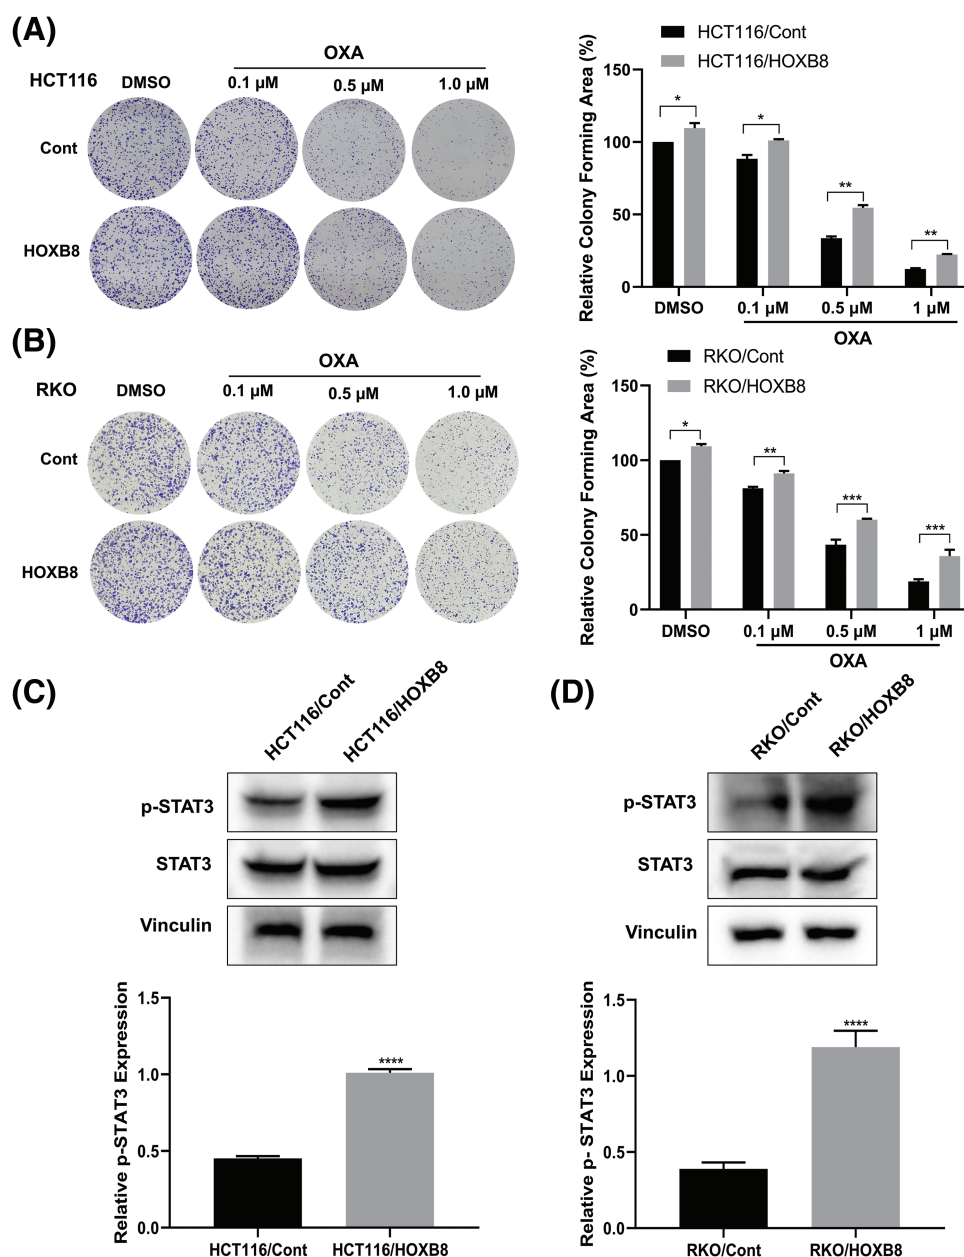 (A)
OXA
HCT116 DMSO 0.1 μM 0.5 μM 1.0 μM
Cont
HOXB8
HCT116/Cont
HCT116/HOXB8
Relative Colony Forming Area (%)
150
100
50
0
* * ** **
DMSO 0.1 μM 0.5 μM 1 μM
OXA
(B)
OXA
RKO DMSO 0.1 μM 0.5 μM 1.0 μM
Cont
HOXB8
RKO/Cont
RKO/HOXB8
Relative Colony Forming Area (%)
150
100
50
0
* ** *** ***
DMSO 0.1 μM 0.5 μM 1 μM
OXA
(C)
HCT116/Cont HCT116/HOXB8
p-STAT3
STAT3
Vinculin
Relative p-STAT3 Expression
1.5
1.0
0.5
0.0
****
HCT116/Cont HCT116/HOXB8
(D)
RKO/Cont RKO/HOXB8
p-STAT3
STAT3
Vinculin
Relative p- STAT3 Expression
1.5
1.0
0.5
0.0
****
RKO/Cont RKO/HOXB8